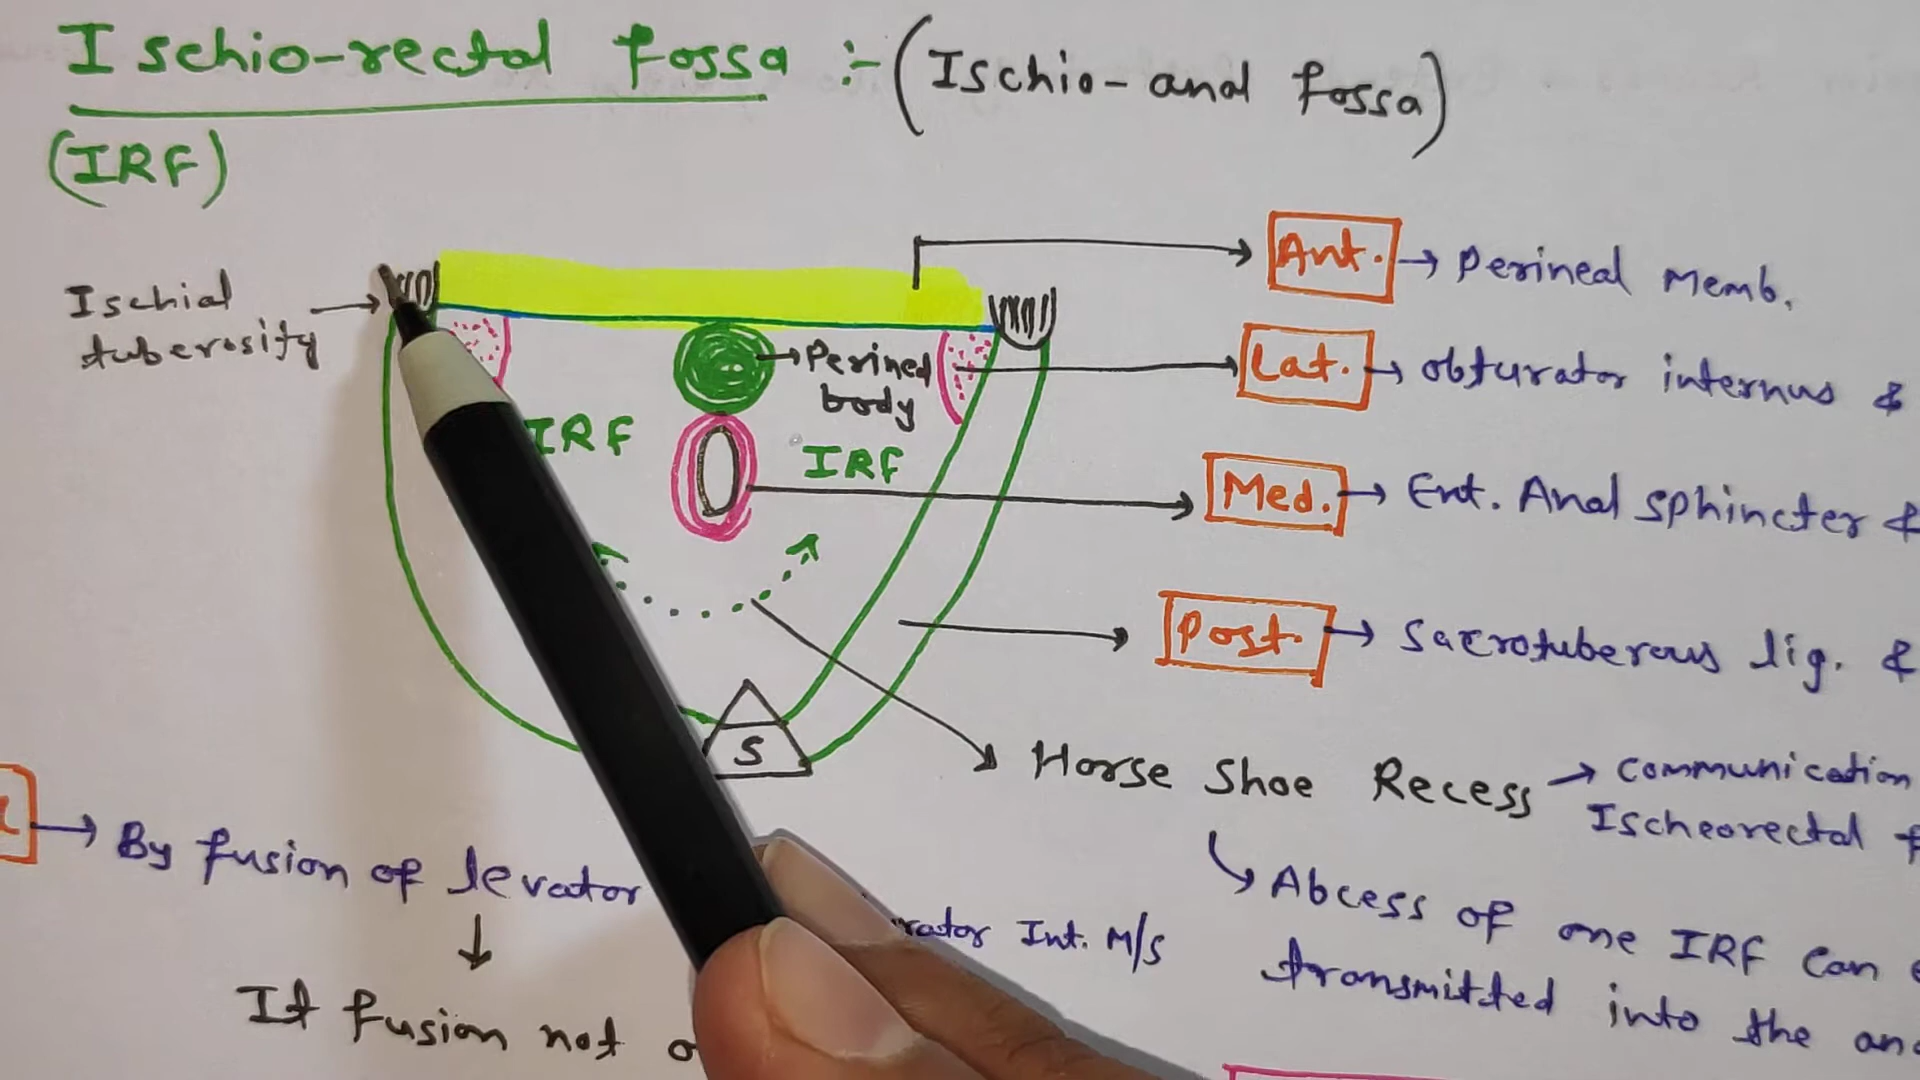 Ischio-rectal fossa :- (Ischio-anal fossa)
(IRF)
Ischial
tuberosity
Perineal
body
IRF
IRF
S
Ant. → Perineal Memb.
Lat. → obturator internus &
Med. → Ext. Anal sphincter &
Post. → Sacrotuberous lig. &
Horse Shoe Recess → Communication
Ischeorectal f
Abcess of one IRF can
transmitted into the
→ By fusion of levator
Int. M/S
If fusion not